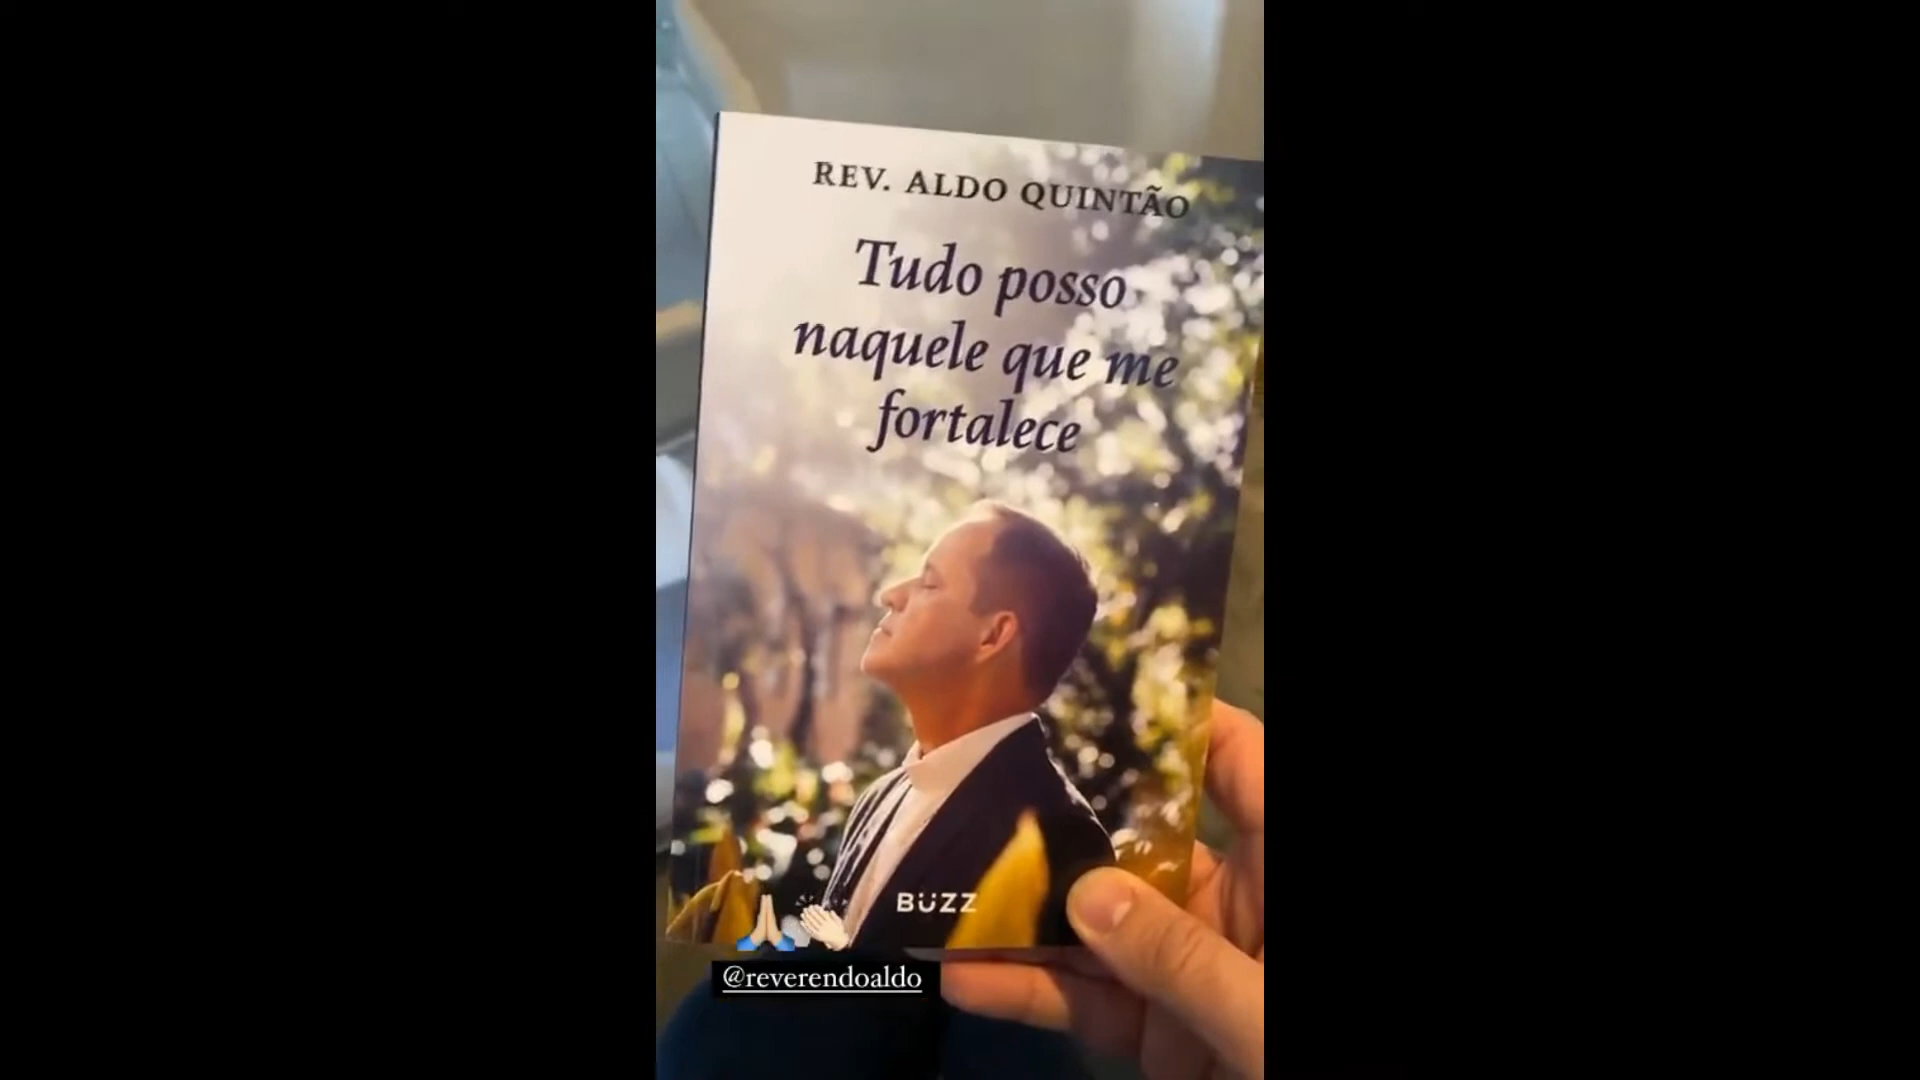 REV. ALDO QUINTÃO
Tudo posso
naquele que me
fortalece
BUZZ
@reverendoaldo